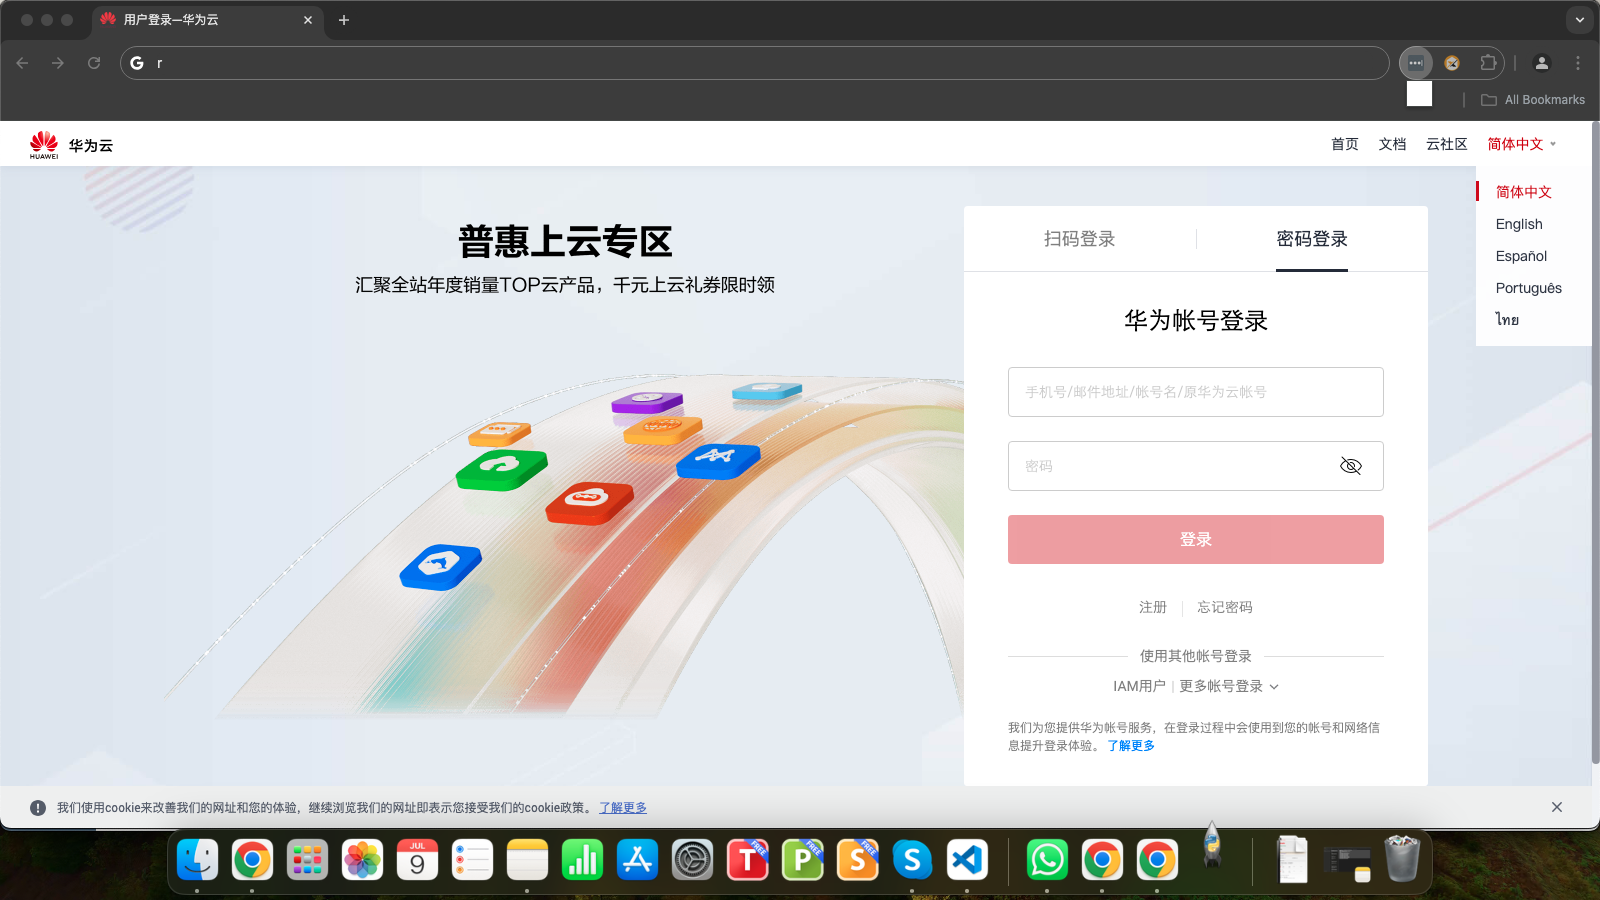 用户登录—华为云
r
All Bookmarks
HUAWEI
华为云
首页
文档
云社区
简体中文
简体中文
English
Español
Português
ไทย
普惠上云专区
汇聚全站年度销量TOP云产品，千元上云礼券限时领
扫码登录
密码登录
华为帐号登录
手机号/邮件地址/帐号名/原华为云帐号
密码
登录
注册
忘记密码
使用其他帐号登录
IAM用户
更多帐号登录
我们为您提供华为帐号服务，在登录过程中会使用到您的帐号和网络信
息提升登录体验。 了解更多
我们使用cookie来改善我们的网址和您的体验，继续浏览我们的网址即表示您接受我们的cookie政策。 了解更多
JUL
9
T
FREE
P
FREE
S
FREE
S